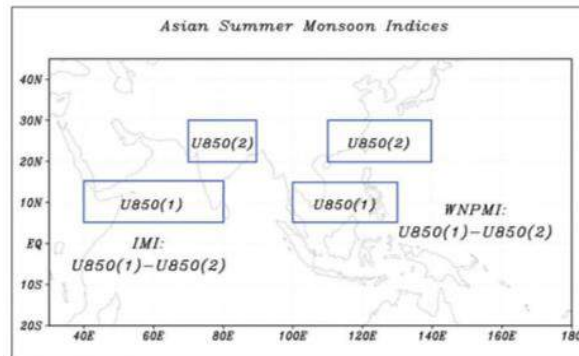 Asian Summer Monsoon Indices
40N
30N
U850(2) U850(2)
20N
10N
U850(1) U850(1)
WNPMI:
U850(1)-U850(2)
EQ
IMI:
U850(1)-U850(2)
10S
20S
40E 60E 80E 100E 120E 140E 160E 180